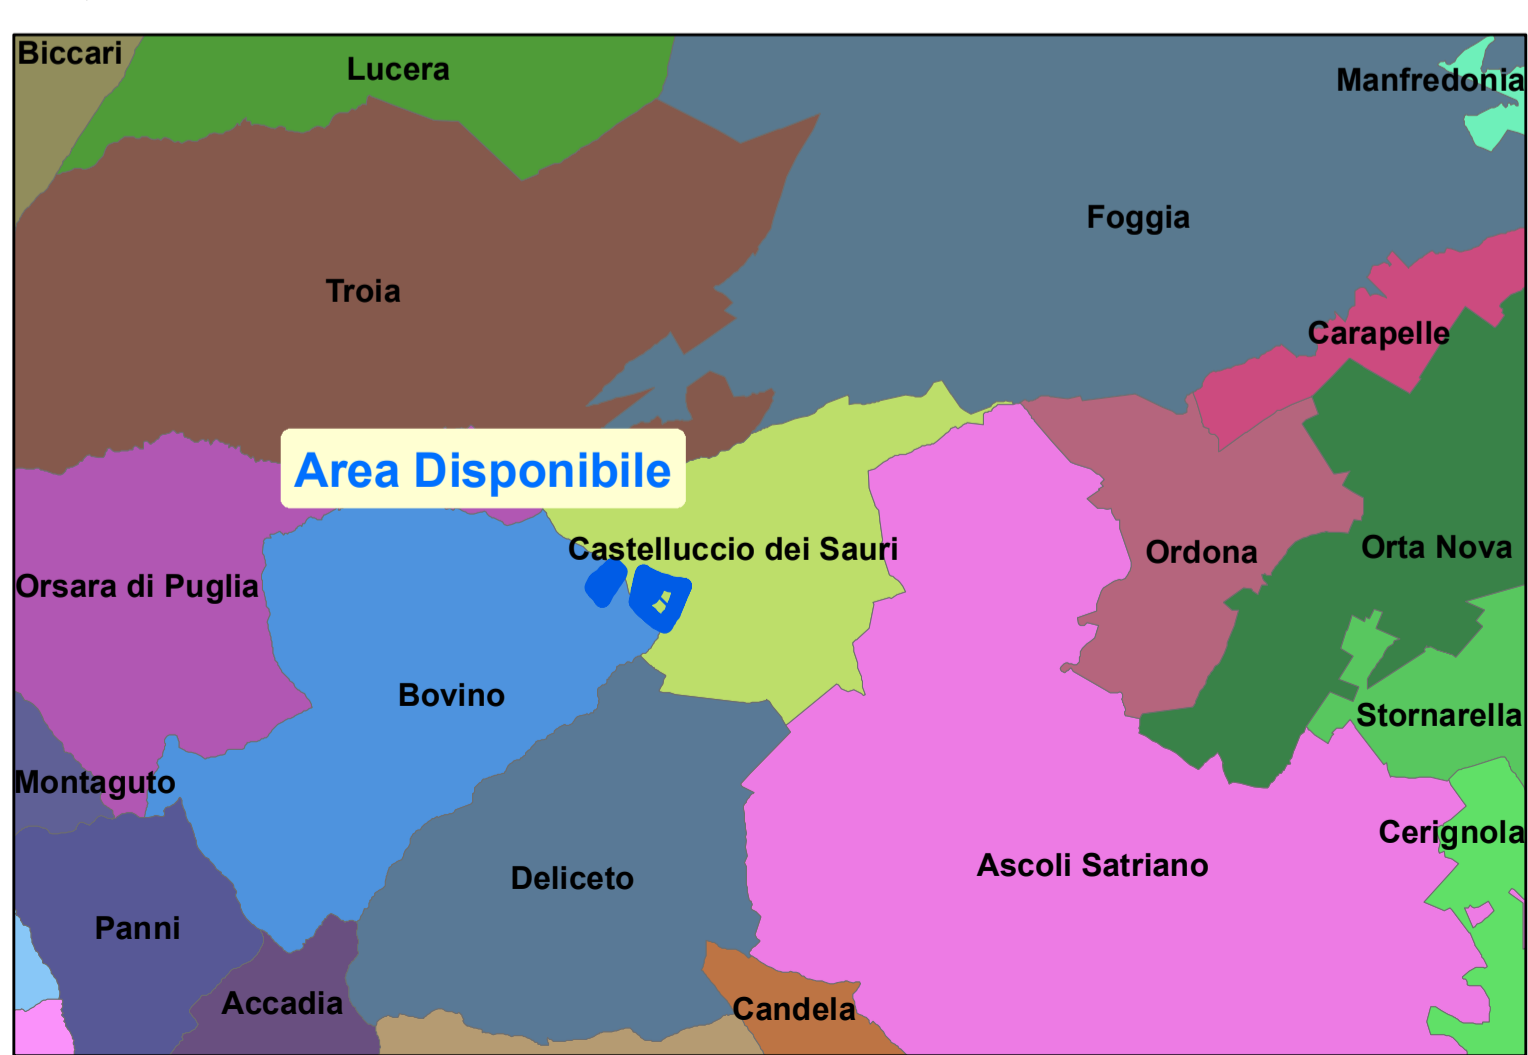 Biccari
Lucera
Manfredonia
Foggia
Troia
Carapelle
Area Disponibile
Castelluccio dei Sauri
Ordona
Orta Nova
Orsara di Puglia
Bovino
Stornarella
Montaguto
Cerignola
Ascoli Satriano
Deliceto
Panni
Accadia
Candela